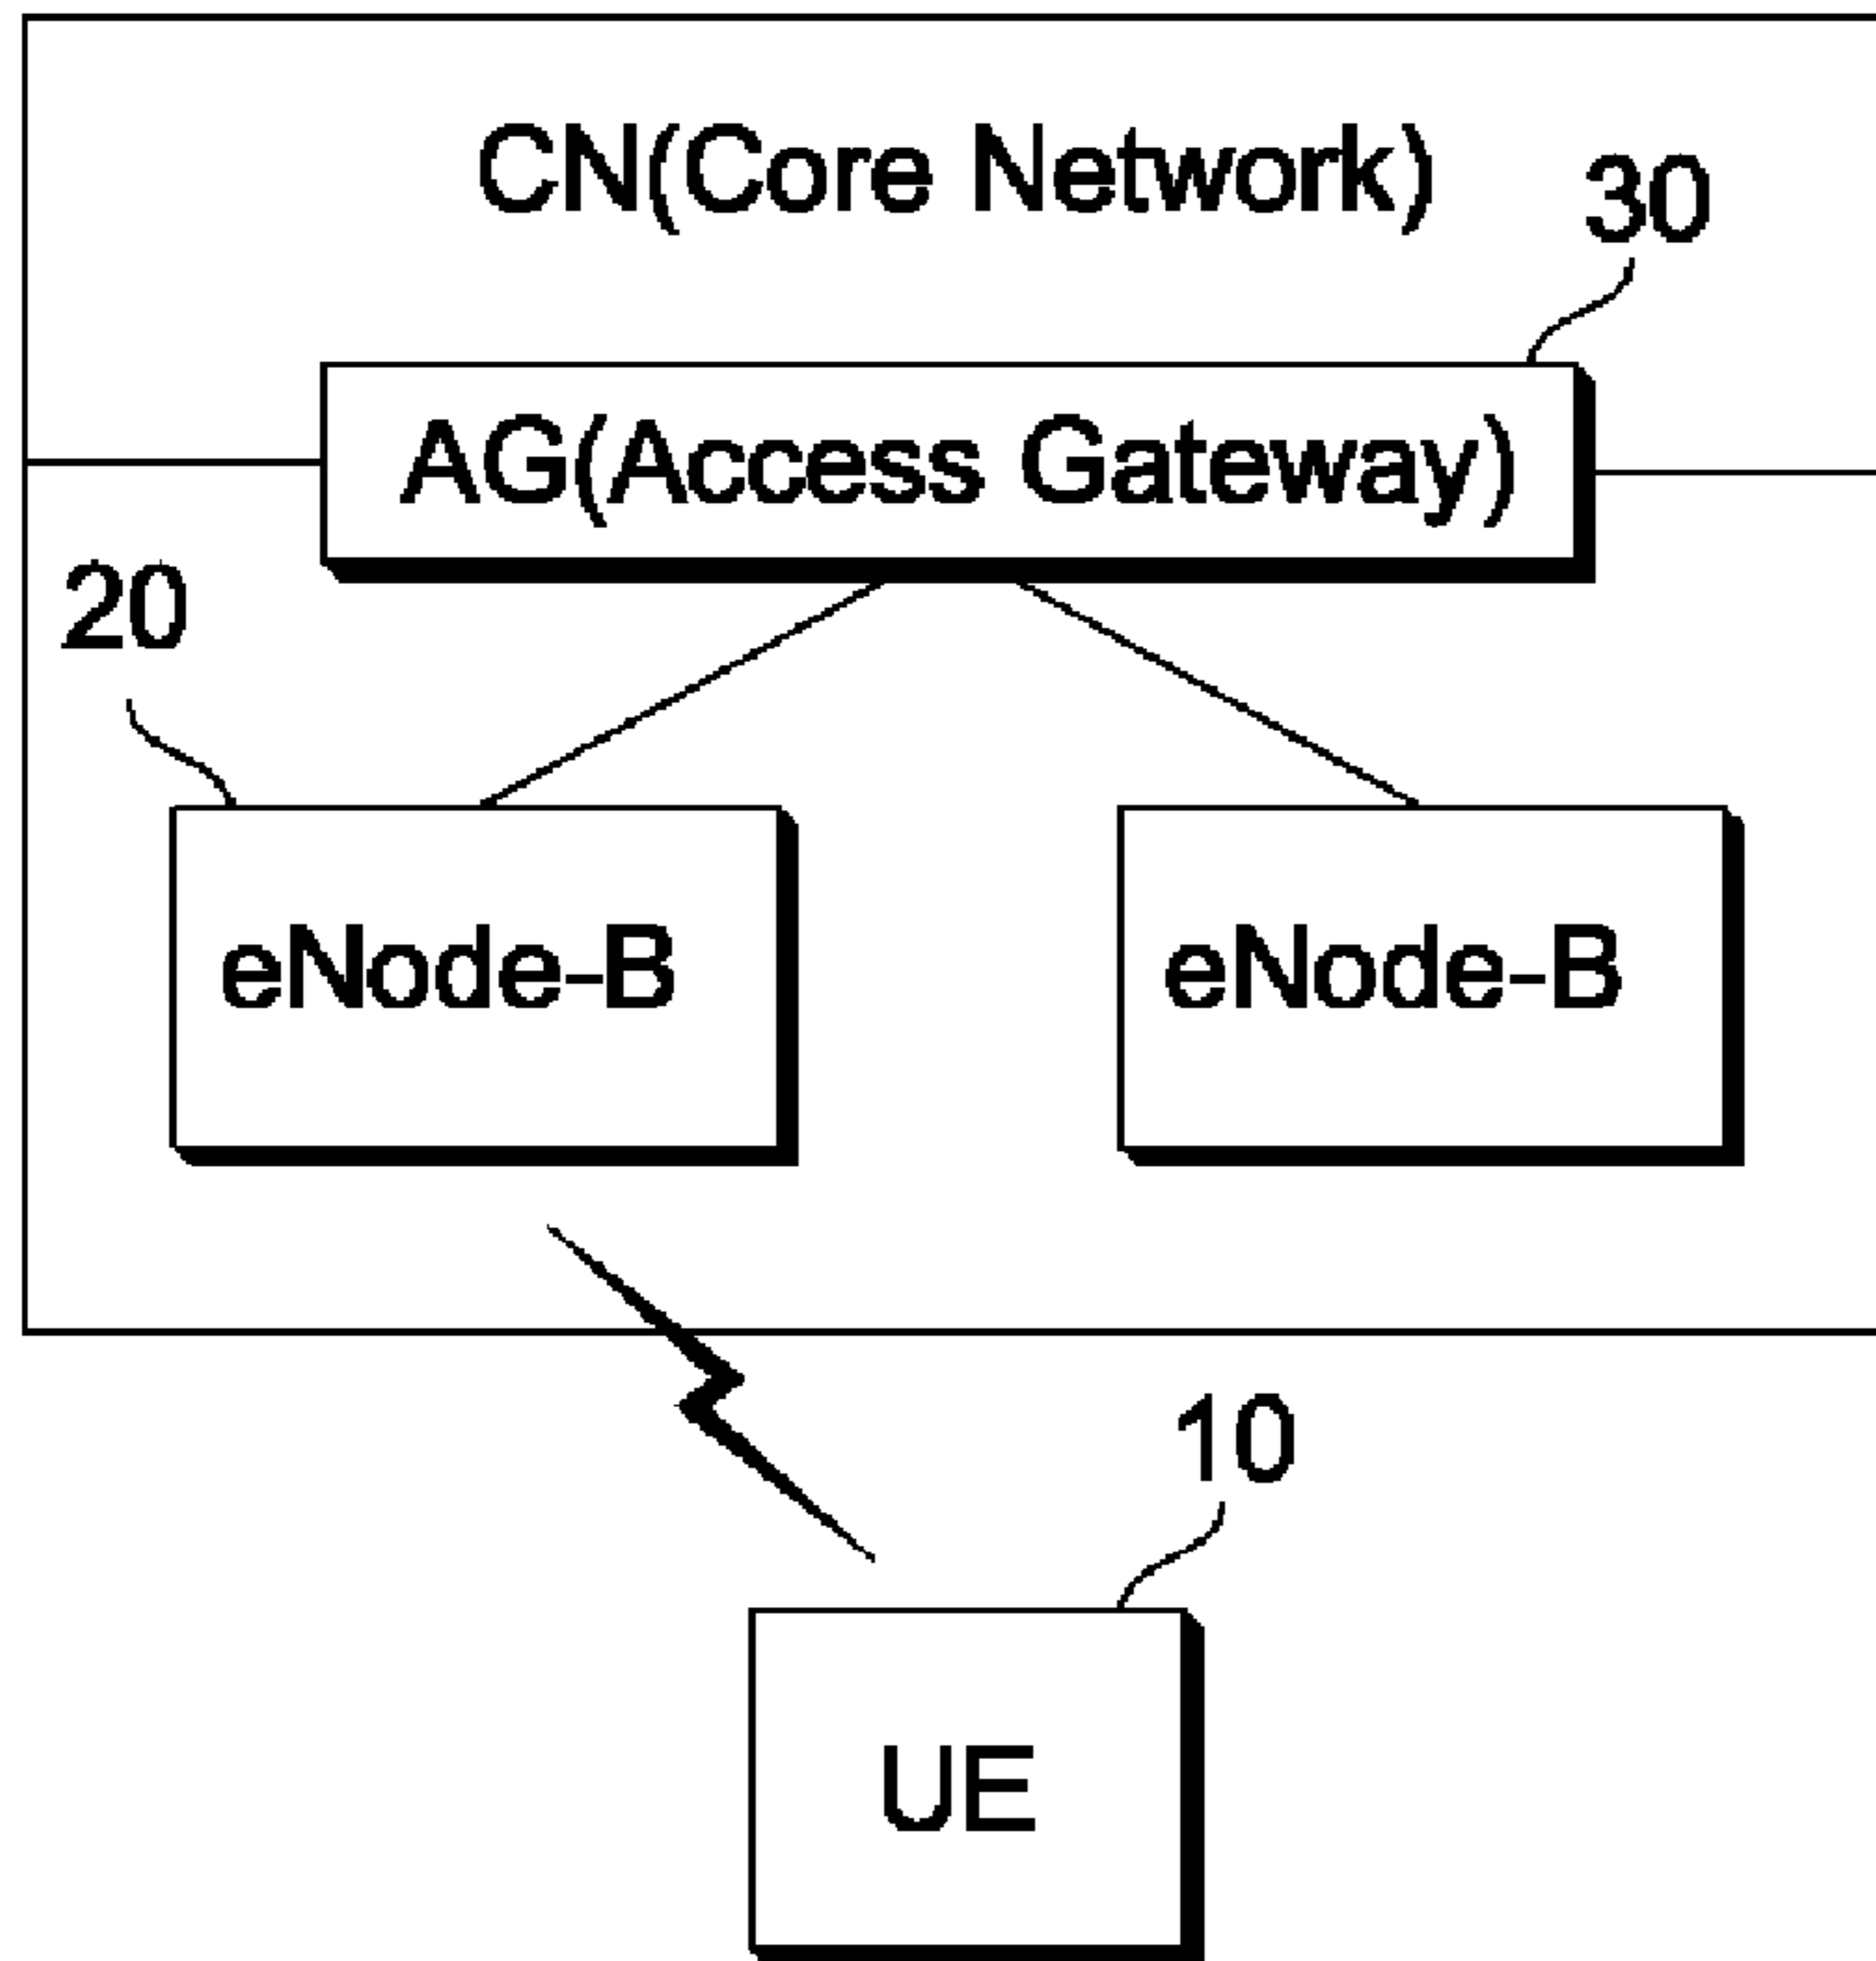 CN(Core Network)
30
AG(Access Gateway)
20
eNode-B
eNode-B
10
UE